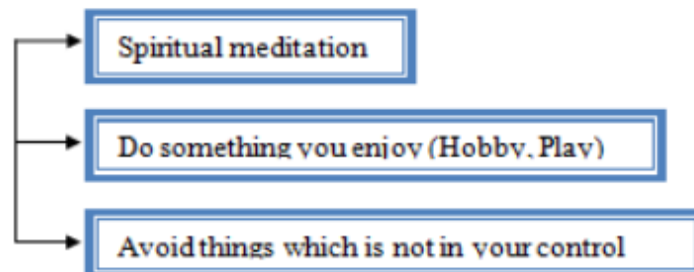 Spiritual meditation
Do something you enjoy (Hobby, Play)
Avoid things which is not in your control